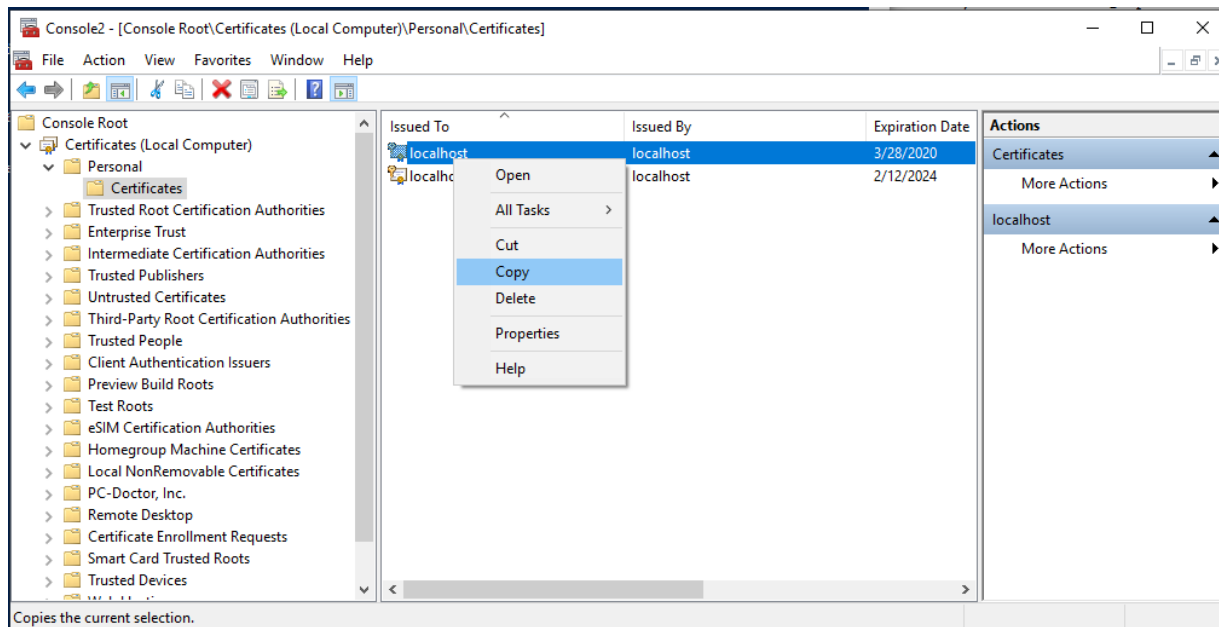 Console2 - [Console Root\Certificates (Local Computer)\Personal\Certificates]
File Action View Favorites Window Help
Console Root
Certificates (Local Computer)
Personal
Certificates
Trusted Root Certification Authorities
Enterprise Trust
Intermediate Certification Authorities
Trusted Publishers
Untrusted Certificates
Third-Party Root Certification Authorities
Trusted People
Client Authentication Issuers
Preview Build Roots
Test Roots
eSIM Certification Authorities
Homegroup Machine Certificates
Local NonRemovable Certificates
PC-Doctor, Inc.
Remote Desktop
Certificate Enrollment Requests
Smart Card Trusted Roots
Trusted Devices
Issued To Issued By Expiration Date
localhost localhost 3/28/2020
localho localhost 2/12/2024
Open
All Tasks
Cut
Copy
Delete
Properties
Help
Actions
Certificates
More Actions
localhost
More Actions
Copies the current selection.